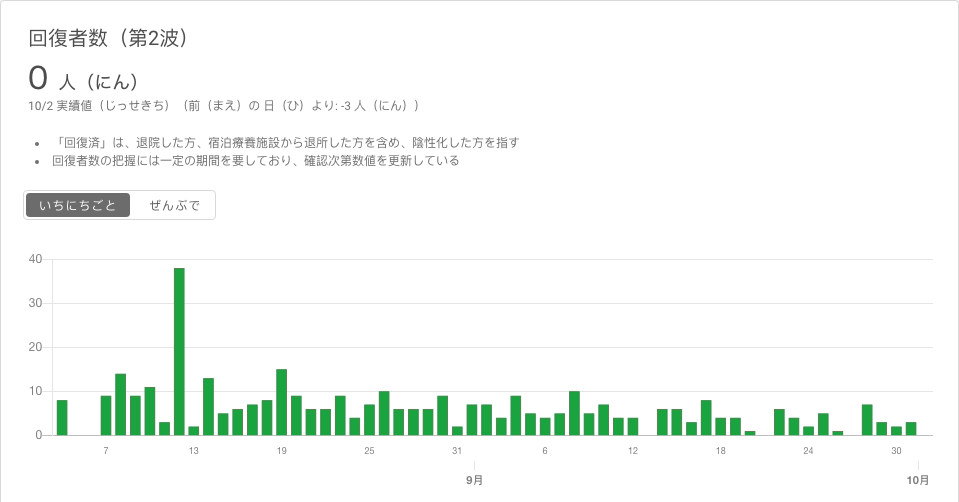 回復者数（第2波）
0 人（にん）
10/2 実績値（じっせきち）（前（まえ）の 日（ひ）より: -3 人（にん））
• 「回復済」は、退院した方、宿泊療養施設から退所した方を含め、陰性化した方を指す
• 回復者数の把握には一定の期間を要しており、確認次第数値を更新している
いちにちごと ぜんぶで
40
30
20
10
0
7 13 19 25 31 6 12 18 24 30
9月 10月